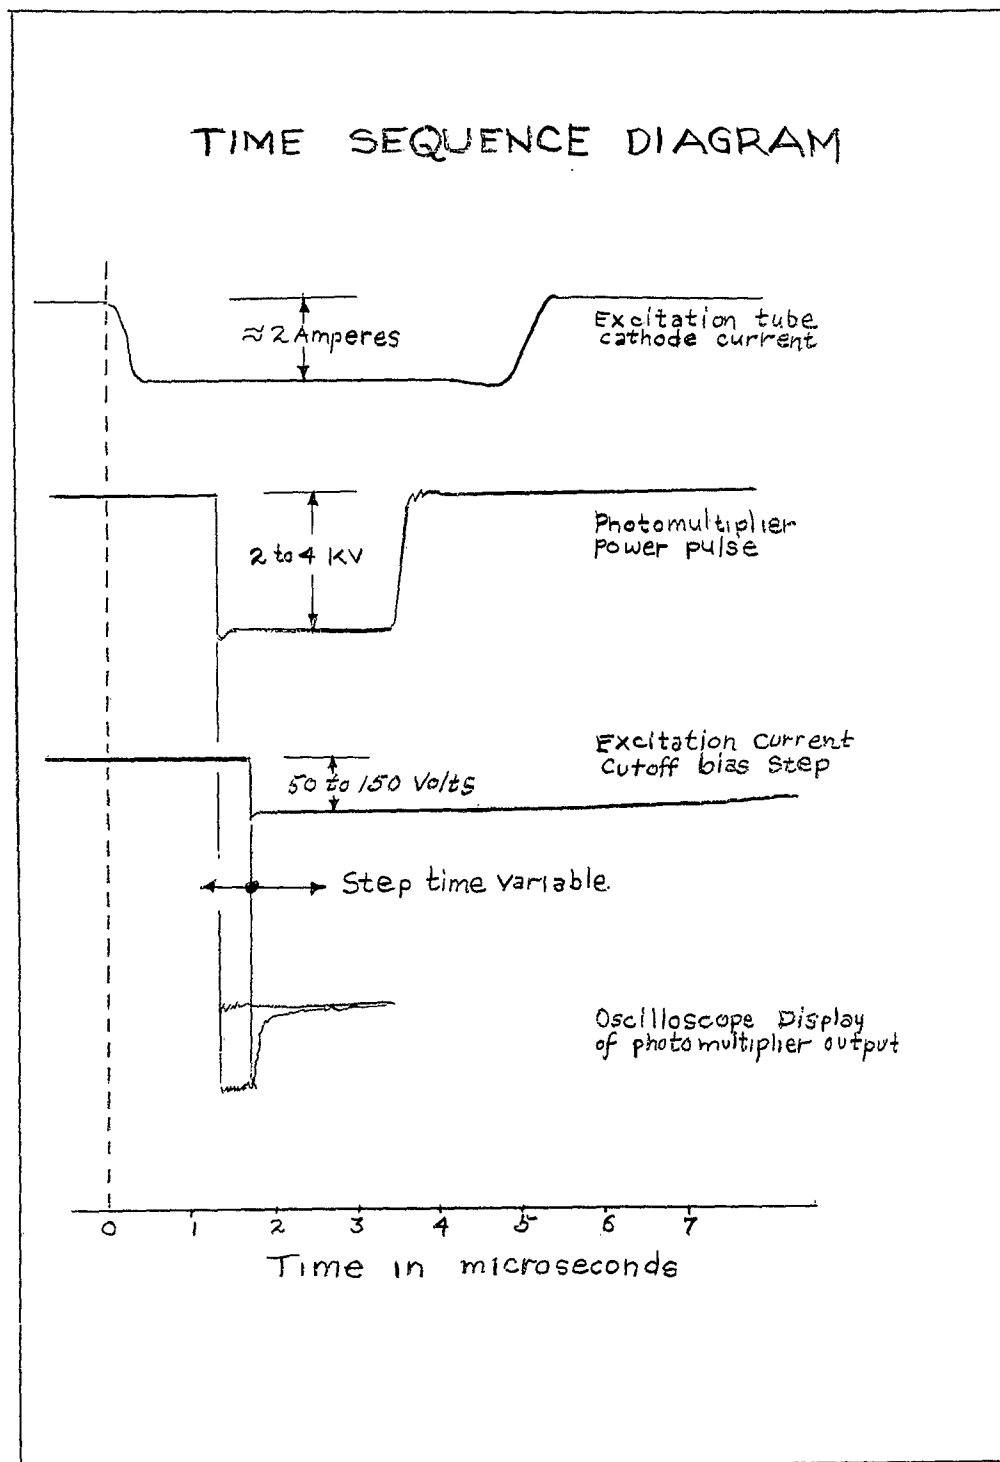 TIME SEQUENCE DIAGRAM
≈ 2 Amperes
Excitation tube
cathode current
2 to 4 KV
Photomultiplier
Power pulse
50 to 150 Volts
Excitation Current
Cutoff bias Step
Step time variable.
Oscilloscope Display
of photomultiplier output
0 1 2 3 4 5 6 7
Time in microseconds